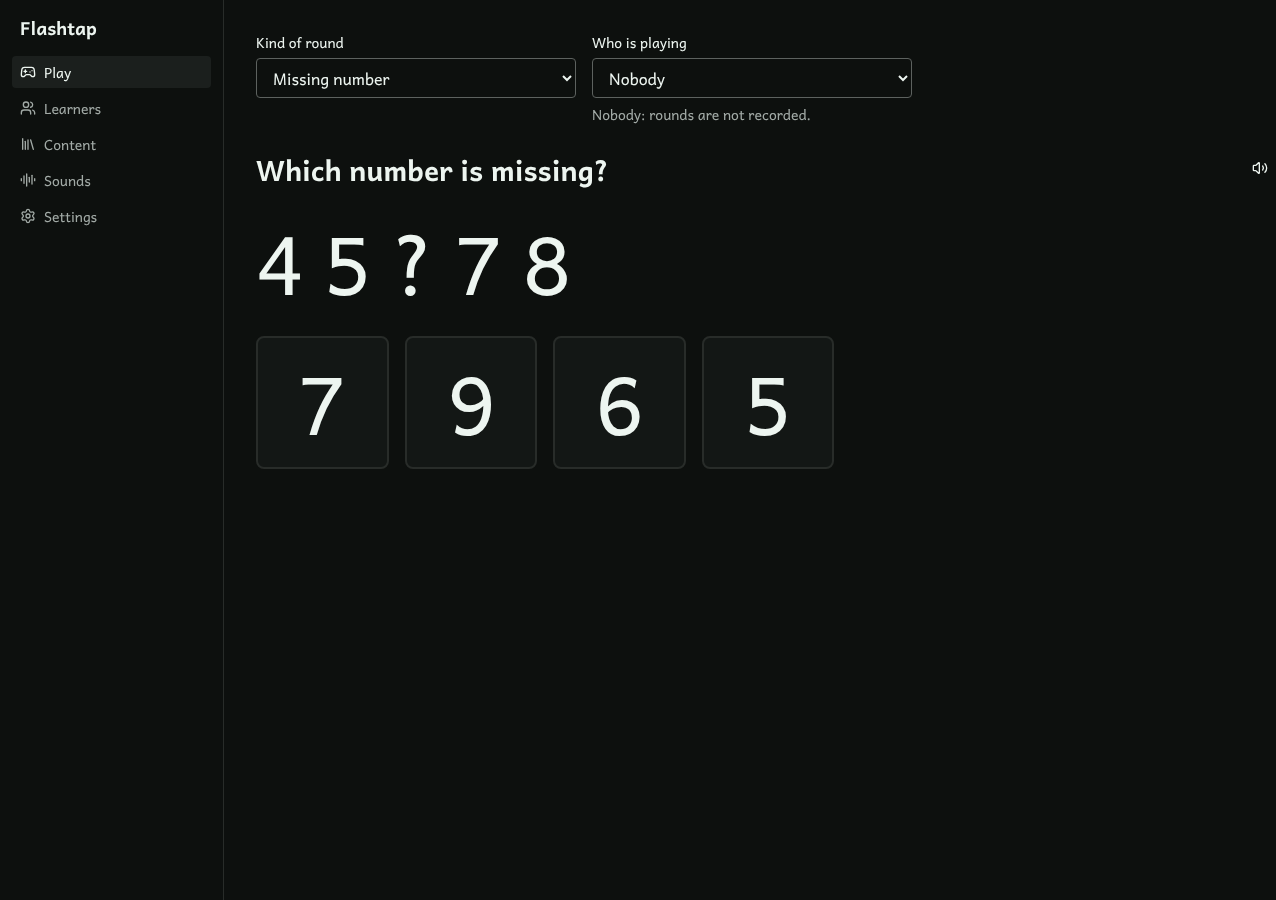 Flashtap
Play
Learners
Content
Sounds
Settings
Kind of round
Missing number
Who is playing
Nobody
Nobody: rounds are not recorded.
Which number is missing?
4 5 ? 7 8
7 9 6 5